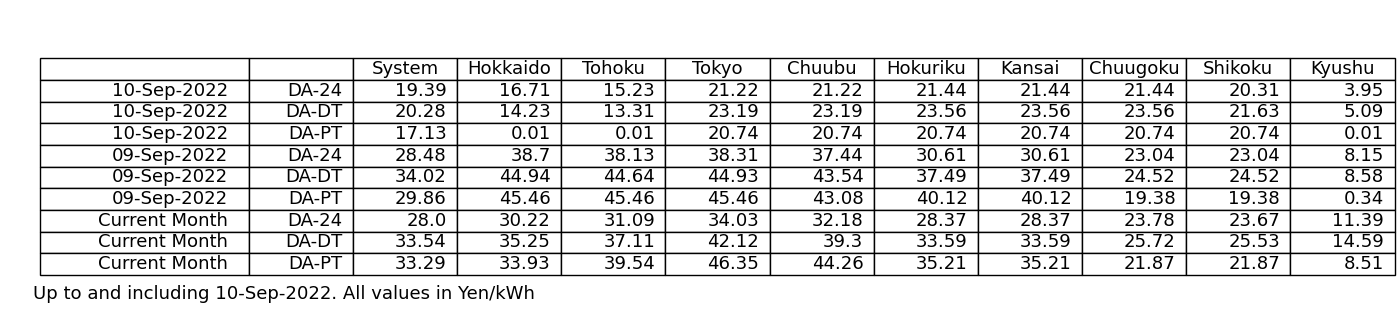 System Hokkaido Tohoku Tokyo Chuubu Hokuriku Kansai Chuugoku Shikoku Kyushu
10-Sep-2022 DA-24 19.39 16.71 15.23 21.22 21.22 21.44 21.44 21.44 20.31 3.95
10-Sep-2022 DA-DT 20.28 14.23 13.31 23.19 23.19 23.56 23.56 23.56 21.63 5.09
10-Sep-2022 DA-PT 17.13 0.01 0.01 20.74 20.74 20.74 20.74 20.74 20.74 0.01
09-Sep-2022 DA-24 28.48 38.7 38.13 38.31 37.44 30.61 30.61 23.04 23.04 8.15
09-Sep-2022 DA-DT 34.02 44.94 44.64 44.93 43.54 37.49 37.49 24.52 24.52 8.58
09-Sep-2022 DA-PT 29.86 45.46 45.46 45.46 43.08 40.12 40.12 19.38 19.38 0.34
Current Month DA-24 28.0 30.22 31.09 34.03 32.18 28.37 28.37 23.78 23.67 11.39
Current Month DA-DT 33.54 35.25 37.11 42.12 39.3 33.59 33.59 25.72 25.53 14.59
Current Month DA-PT 33.29 33.93 39.54 46.35 44.26 35.21 35.21 21.87 21.87 8.51
Up to and including 10-Sep-2022. All values in Yen/kWh